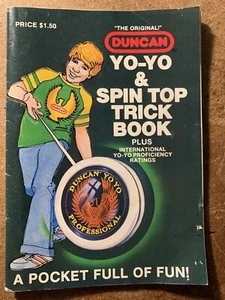 PRICE $1.50
"THE ORIGINAL!"
DUNCAN
YO-YO
&
SPIN TOP
TRICK
BOOK
PLUS
INTERNATIONAL
YO-YO PROFICIENCY
RATINGS
DUNCAN YO-YO
PROFESSIONAL
A POCKET FULL OF FUN!